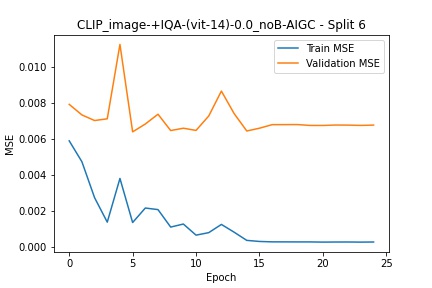 CLIP_image-+IQA-(vit-14)-0.0_noB-AIGC - Split 6
Train MSE
Validation MSE
MSE
0.010
0.008
0.006
0.004
0.002
0.000
0 5 10 15 20 25
Epoch